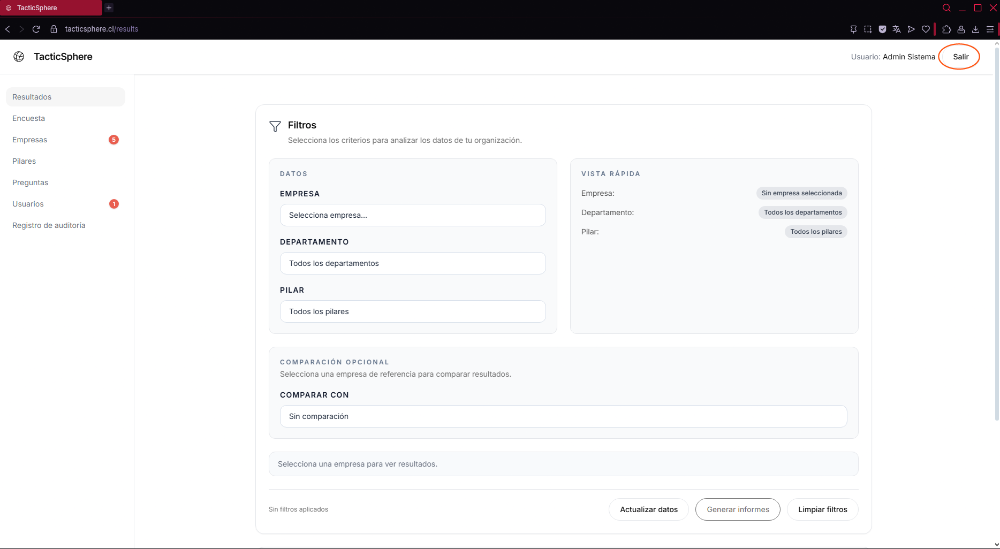 TacticSphere
tacticsphere.cl/results
TacticSphere
Usuario: Admin Sistema
Salir
Resultados
Encuesta
Empresas 5
Pilares
Preguntas
Usuarios 1
Registro de auditoría
Filtros
Selecciona los criterios para analizar los datos de tu organización.
DATOS
EMPRESA
Selecciona empresa...
DEPARTAMENTO
Todos los departamentos
PILAR
Todos los pilares
VISTA RÁPIDA
Empresa: Sin empresa seleccionada
Departamento: Todos los departamentos
Pilar: Todos los pilares
COMPARACIÓN OPCIONAL
Selecciona una empresa de referencia para comparar resultados.
COMPARAR CON
Sin comparación
Selecciona una empresa para ver resultados.
Sin filtros aplicados
Actualizar datos
Generar informes
Limpiar filtros